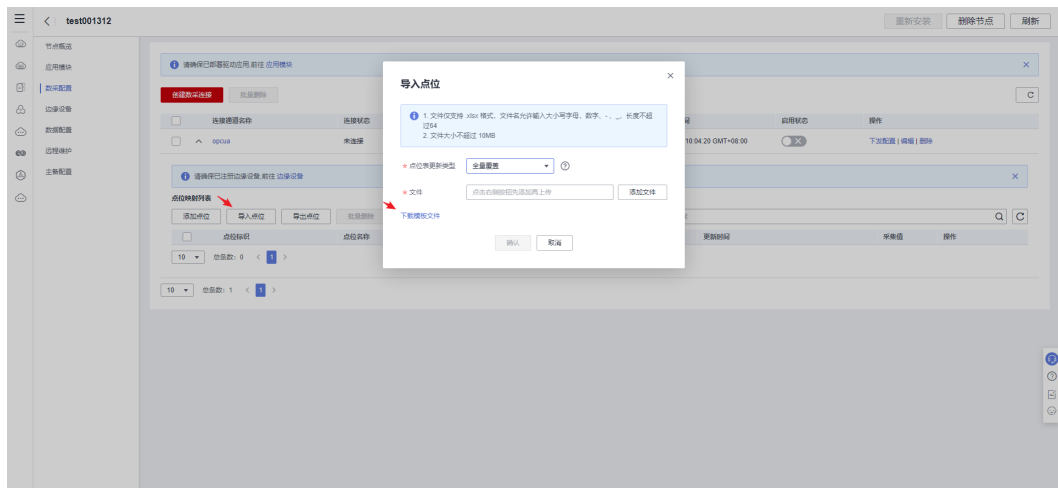 test001312
重新安装 删除节点 刷新
节点概览
应用模块
数采配置
边缘设备
数据配置
远程维护
主备配置
请确保已部署驱动应用,前往 应用模块
创建数采连接 批量删除
连接通道名称 连接状态 启用状态 操作
opcua 未连接 10:04:20 GMT+08:00 下发配置 | 编辑 | 删除
请确保已注册边缘设备,前往 边缘设备
点位映射列表
添加点位 导入点位 导出点位 批量删除
点位标识 点位名称 更新时间 采集值 操作
10 总条数: 0 < 1 >
10 总条数: 1 < 1 >
导入点位
1. 文件仅支持 .xlsx 格式、文件名允许输入大小写字母、数字、-、_、长度不超
过64
2. 文件大小不超过 10MB
* 点位表更新类型 全量覆盖
* 文件 点击右侧按钮先添加再上传 添加文件
下载模板文件
确认 取消